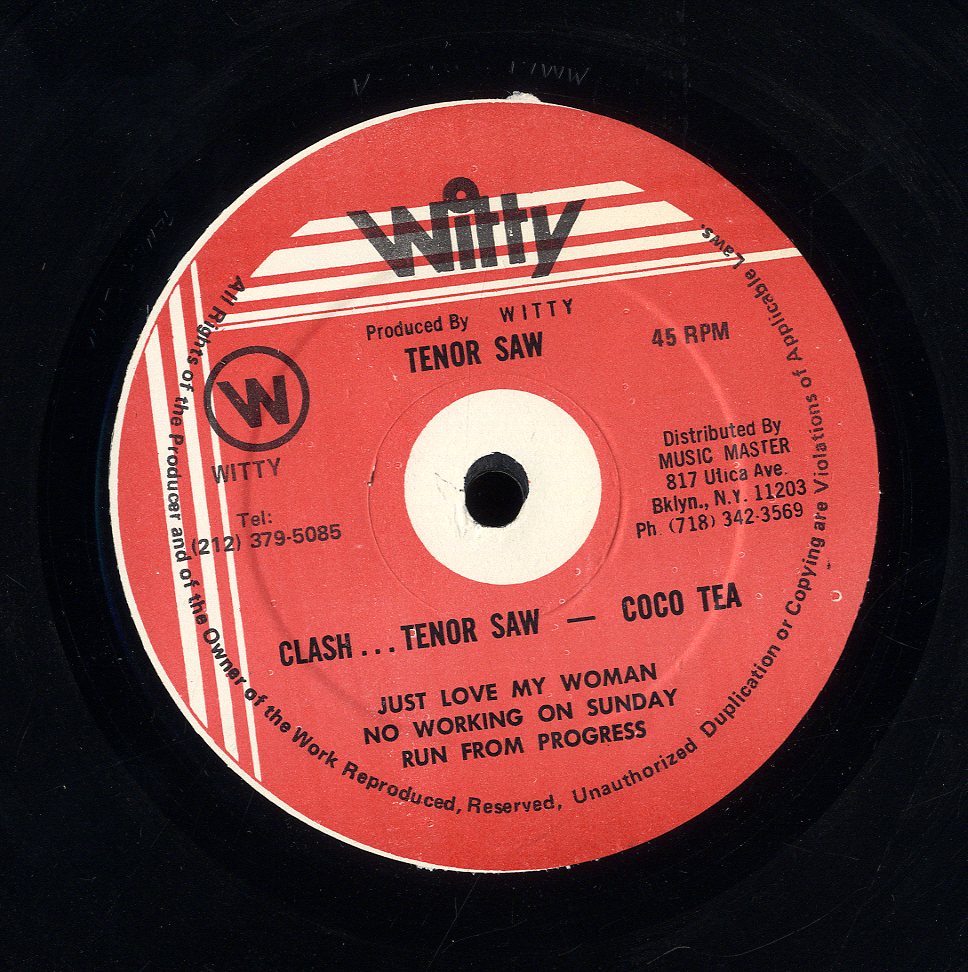 Witty
Produced By WITTY
TENOR SAW
45 RPM
W
WITTY
Tel:
(212) 379-5085
Distributed By
MUSIC MASTER
817 Utica Ave.
Bklyn., N.Y. 11203
Ph. (718) 342-3569
CLASH...TENOR SAW — COCO TEA
JUST LOVE MY WOMAN
NO WORKING ON SUNDAY
RUN FROM PROGRESS
All Rights of the Producer and of the Owner of the Work Reproduced, Reserved, Unauthorized Duplication or Copying are Violations of Applicable Laws.